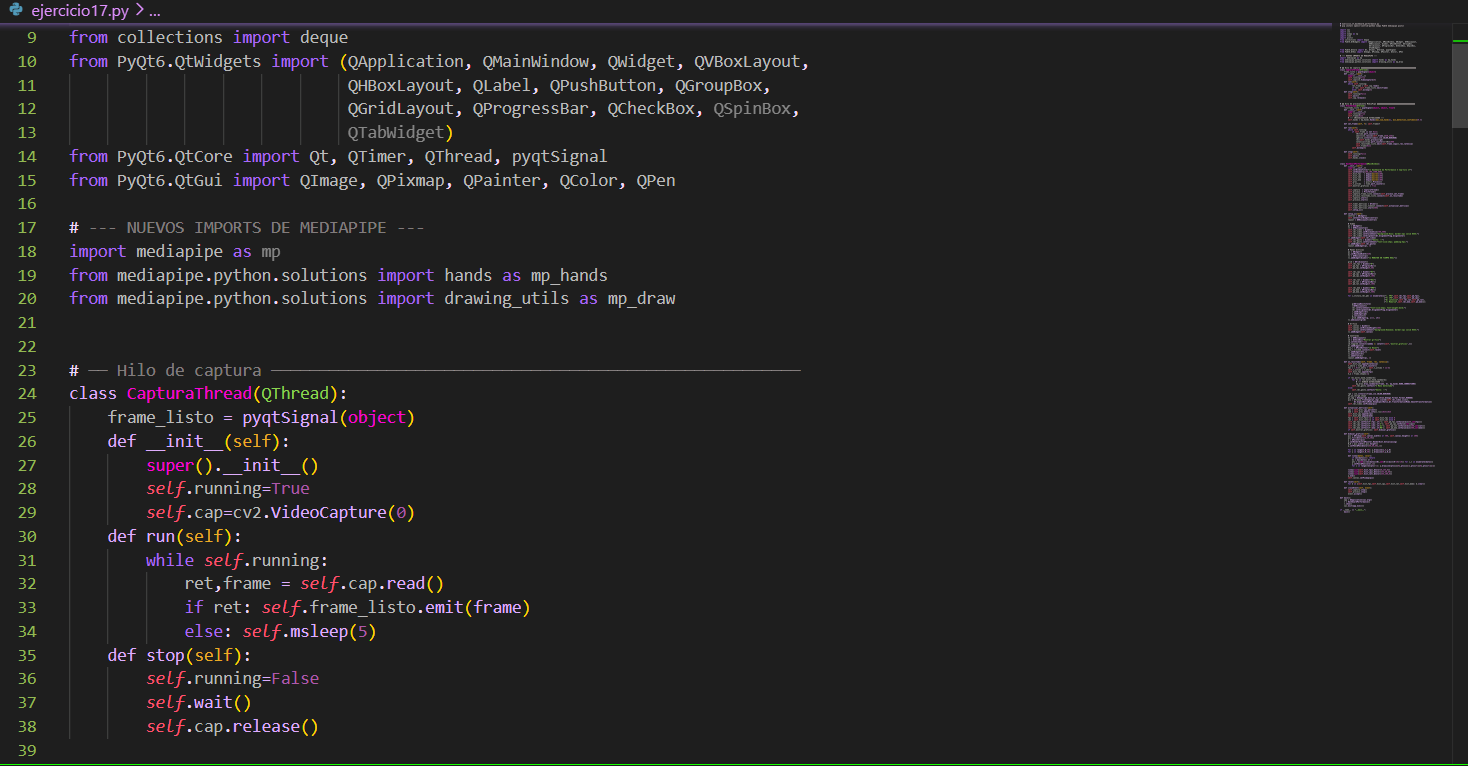 ejercicio17.py > ...
9 from collections import deque
10 from PyQt6.QtWidgets import (QApplication, QMainWindow, QWidget, QVBoxLayout,
11                             QHBoxLayout, QLabel, QPushButton, QGroupBox,
12                             QGridLayout, QProgressBar, QCheckBox, QSpinBox,
13                             QTabWidget)
14 from PyQt6.QtCore import Qt, QTimer, QThread, pyqtSignal
15 from PyQt6.QtGui import QImage, QPixmap, QPainter, QColor, QPen
16
17 # --- NUEVOS IMPORTS DE MEDIAPIPE ---
18 import mediapipe as mp
19 from mediapipe.python.solutions import hands as mp_hands
20 from mediapipe.python.solutions import drawing_utils as mp_draw
21
22
23 # ── Hilo de captura ───────────────────────────────────────────────────────
24 class CapturaThread(QThread):
25     frame_listo = pyqtSignal(object)
26     def __init__(self):
27         super().__init__()
28         self.running=True
29         self.cap=cv2.VideoCapture(0)
30     def run(self):
31         while self.running:
32             ret,frame = self.cap.read()
33             if ret: self.frame_listo.emit(frame)
34             else: self.msleep(5)
35     def stop(self):
36         self.running=False
37         self.wait()
38         self.cap.release()
39